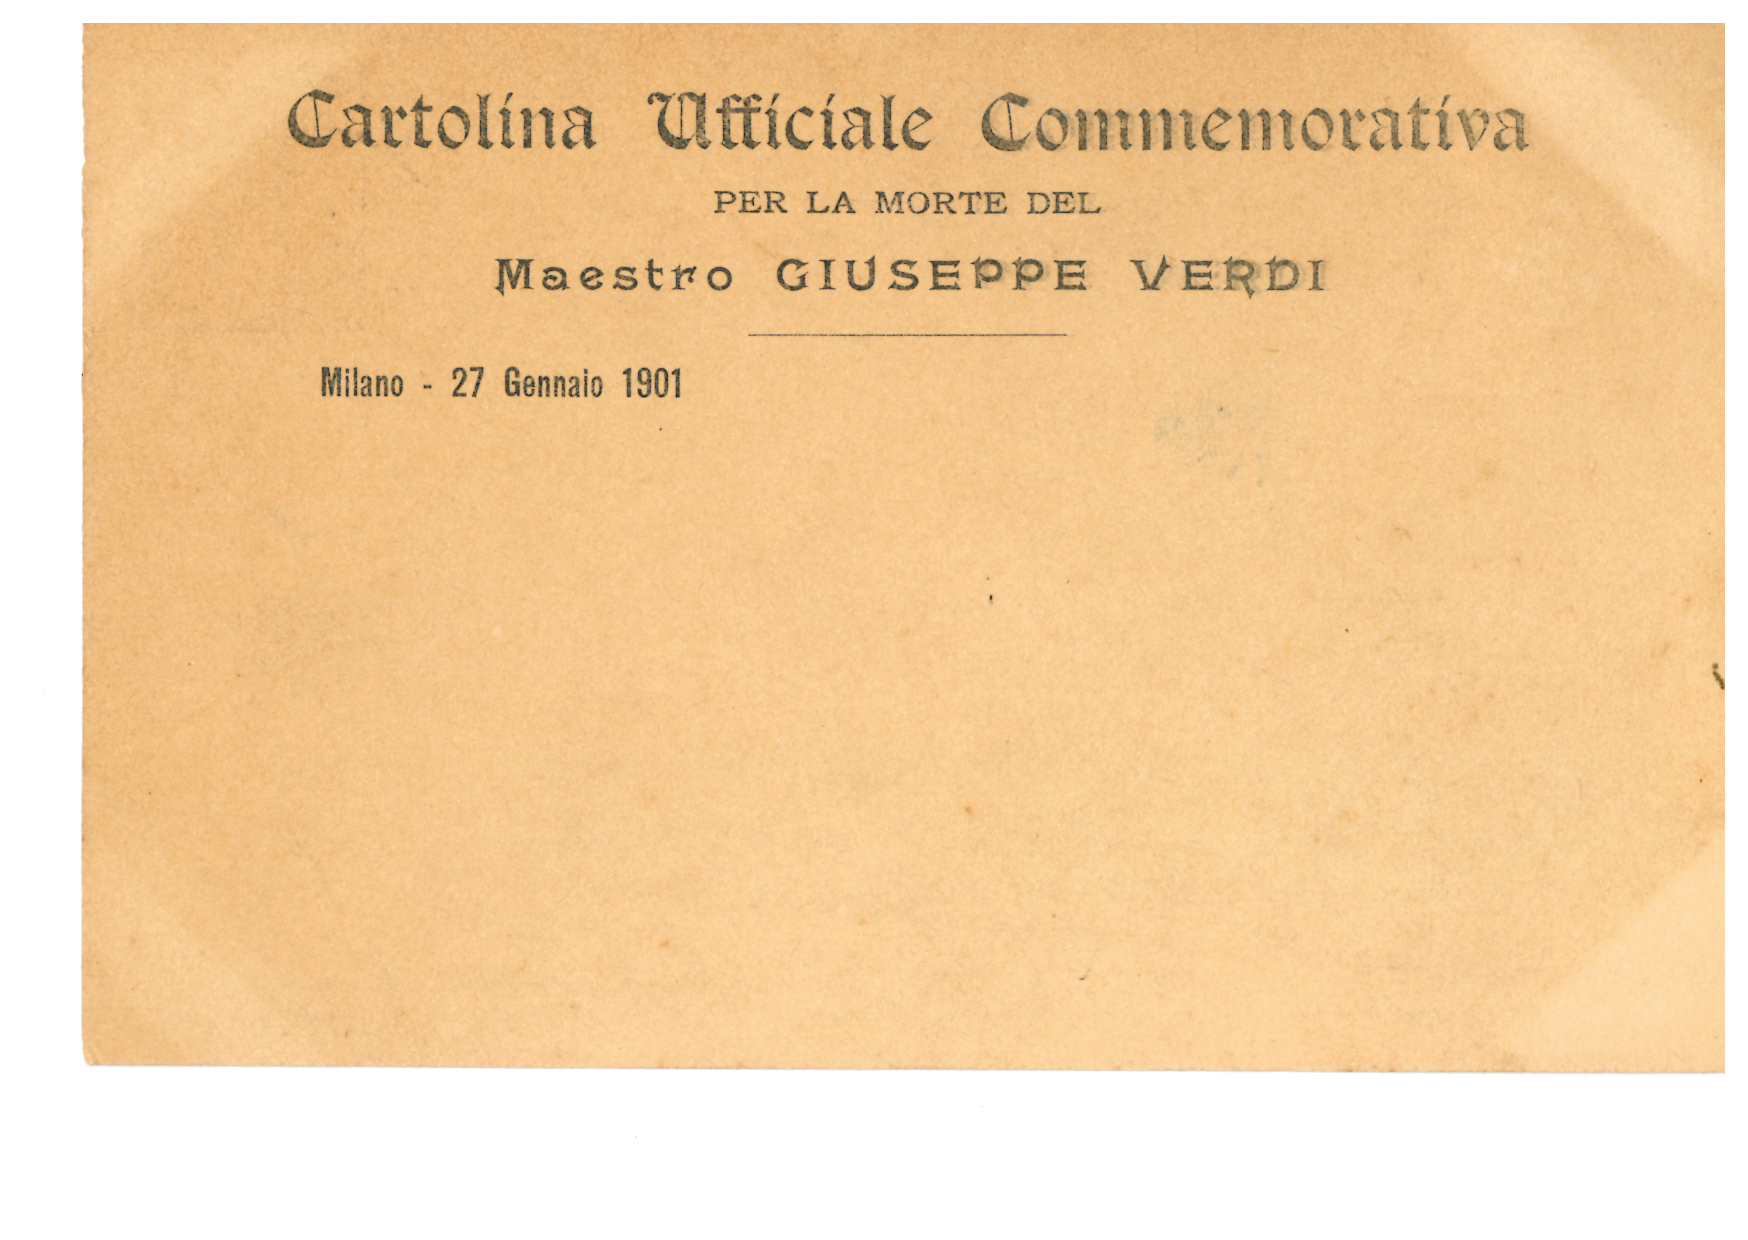 Cartolina Ufficiale Commemorativa
PER LA MORTE DEL
Maestro GIUSEPPE VERDI
Milano - 27 Gennaio 1901